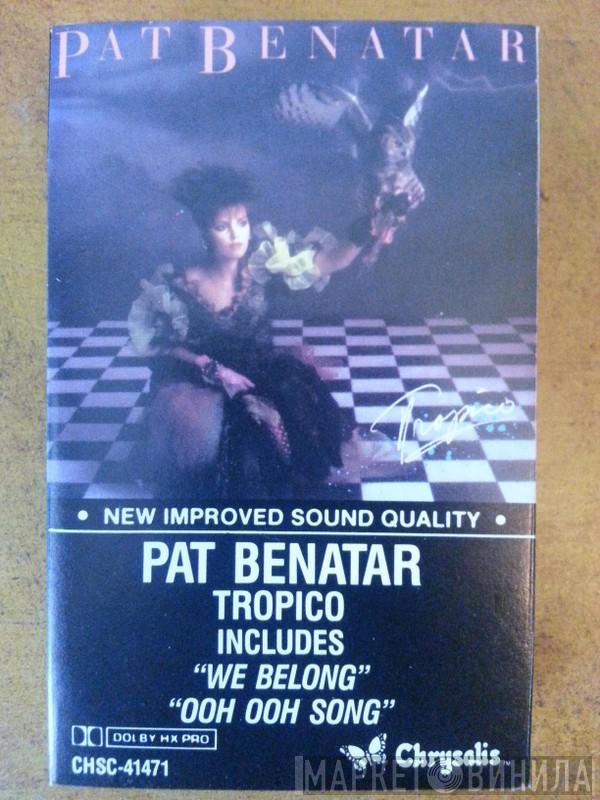 PAT BENATAR
Tropico
• NEW IMPROVED SOUND QUALITY •
PAT BENATAR
TROPICO
INCLUDES
“WE BELONG”
“OOH OOH SONG”
DOLBY HX PRO
CHSC-41471
Chrysalis™
МАРКЕТ ВИНИЛА